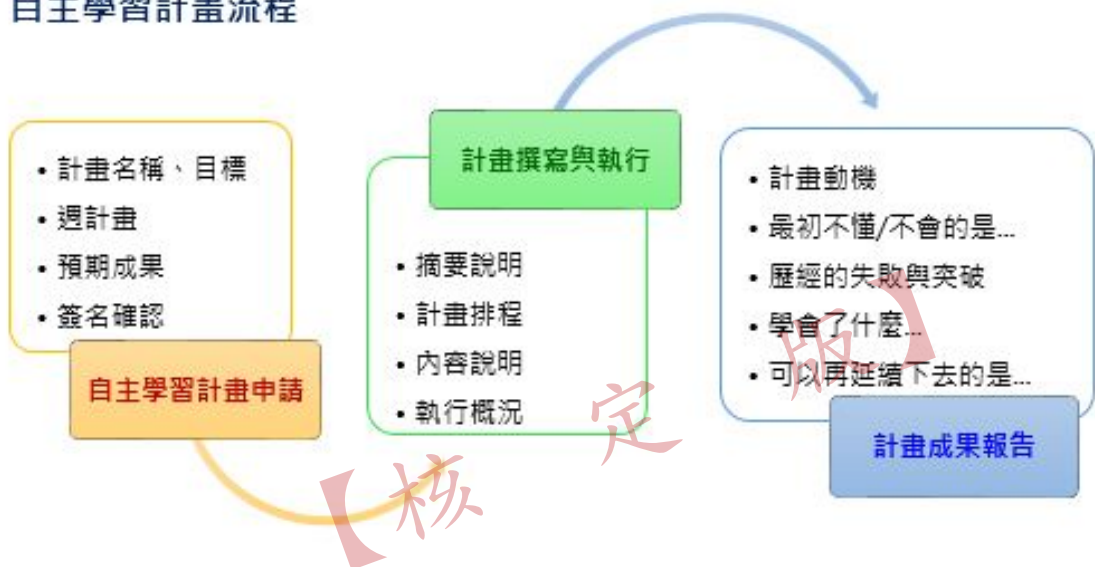 自主學習計畫流程
• 計畫名稱、目標
• 週計畫
• 預期成果
• 簽名確認
自主學習計畫申請
計畫撰寫與執行
• 摘要說明
• 計畫排程
• 內容說明
• 執行概況
• 計畫動機
• 最初不懂/不會的是...
• 歷經的失敗與突破
• 學會了什麼...
• 可以再延續下去的是...
計畫成果報告
【核定版】